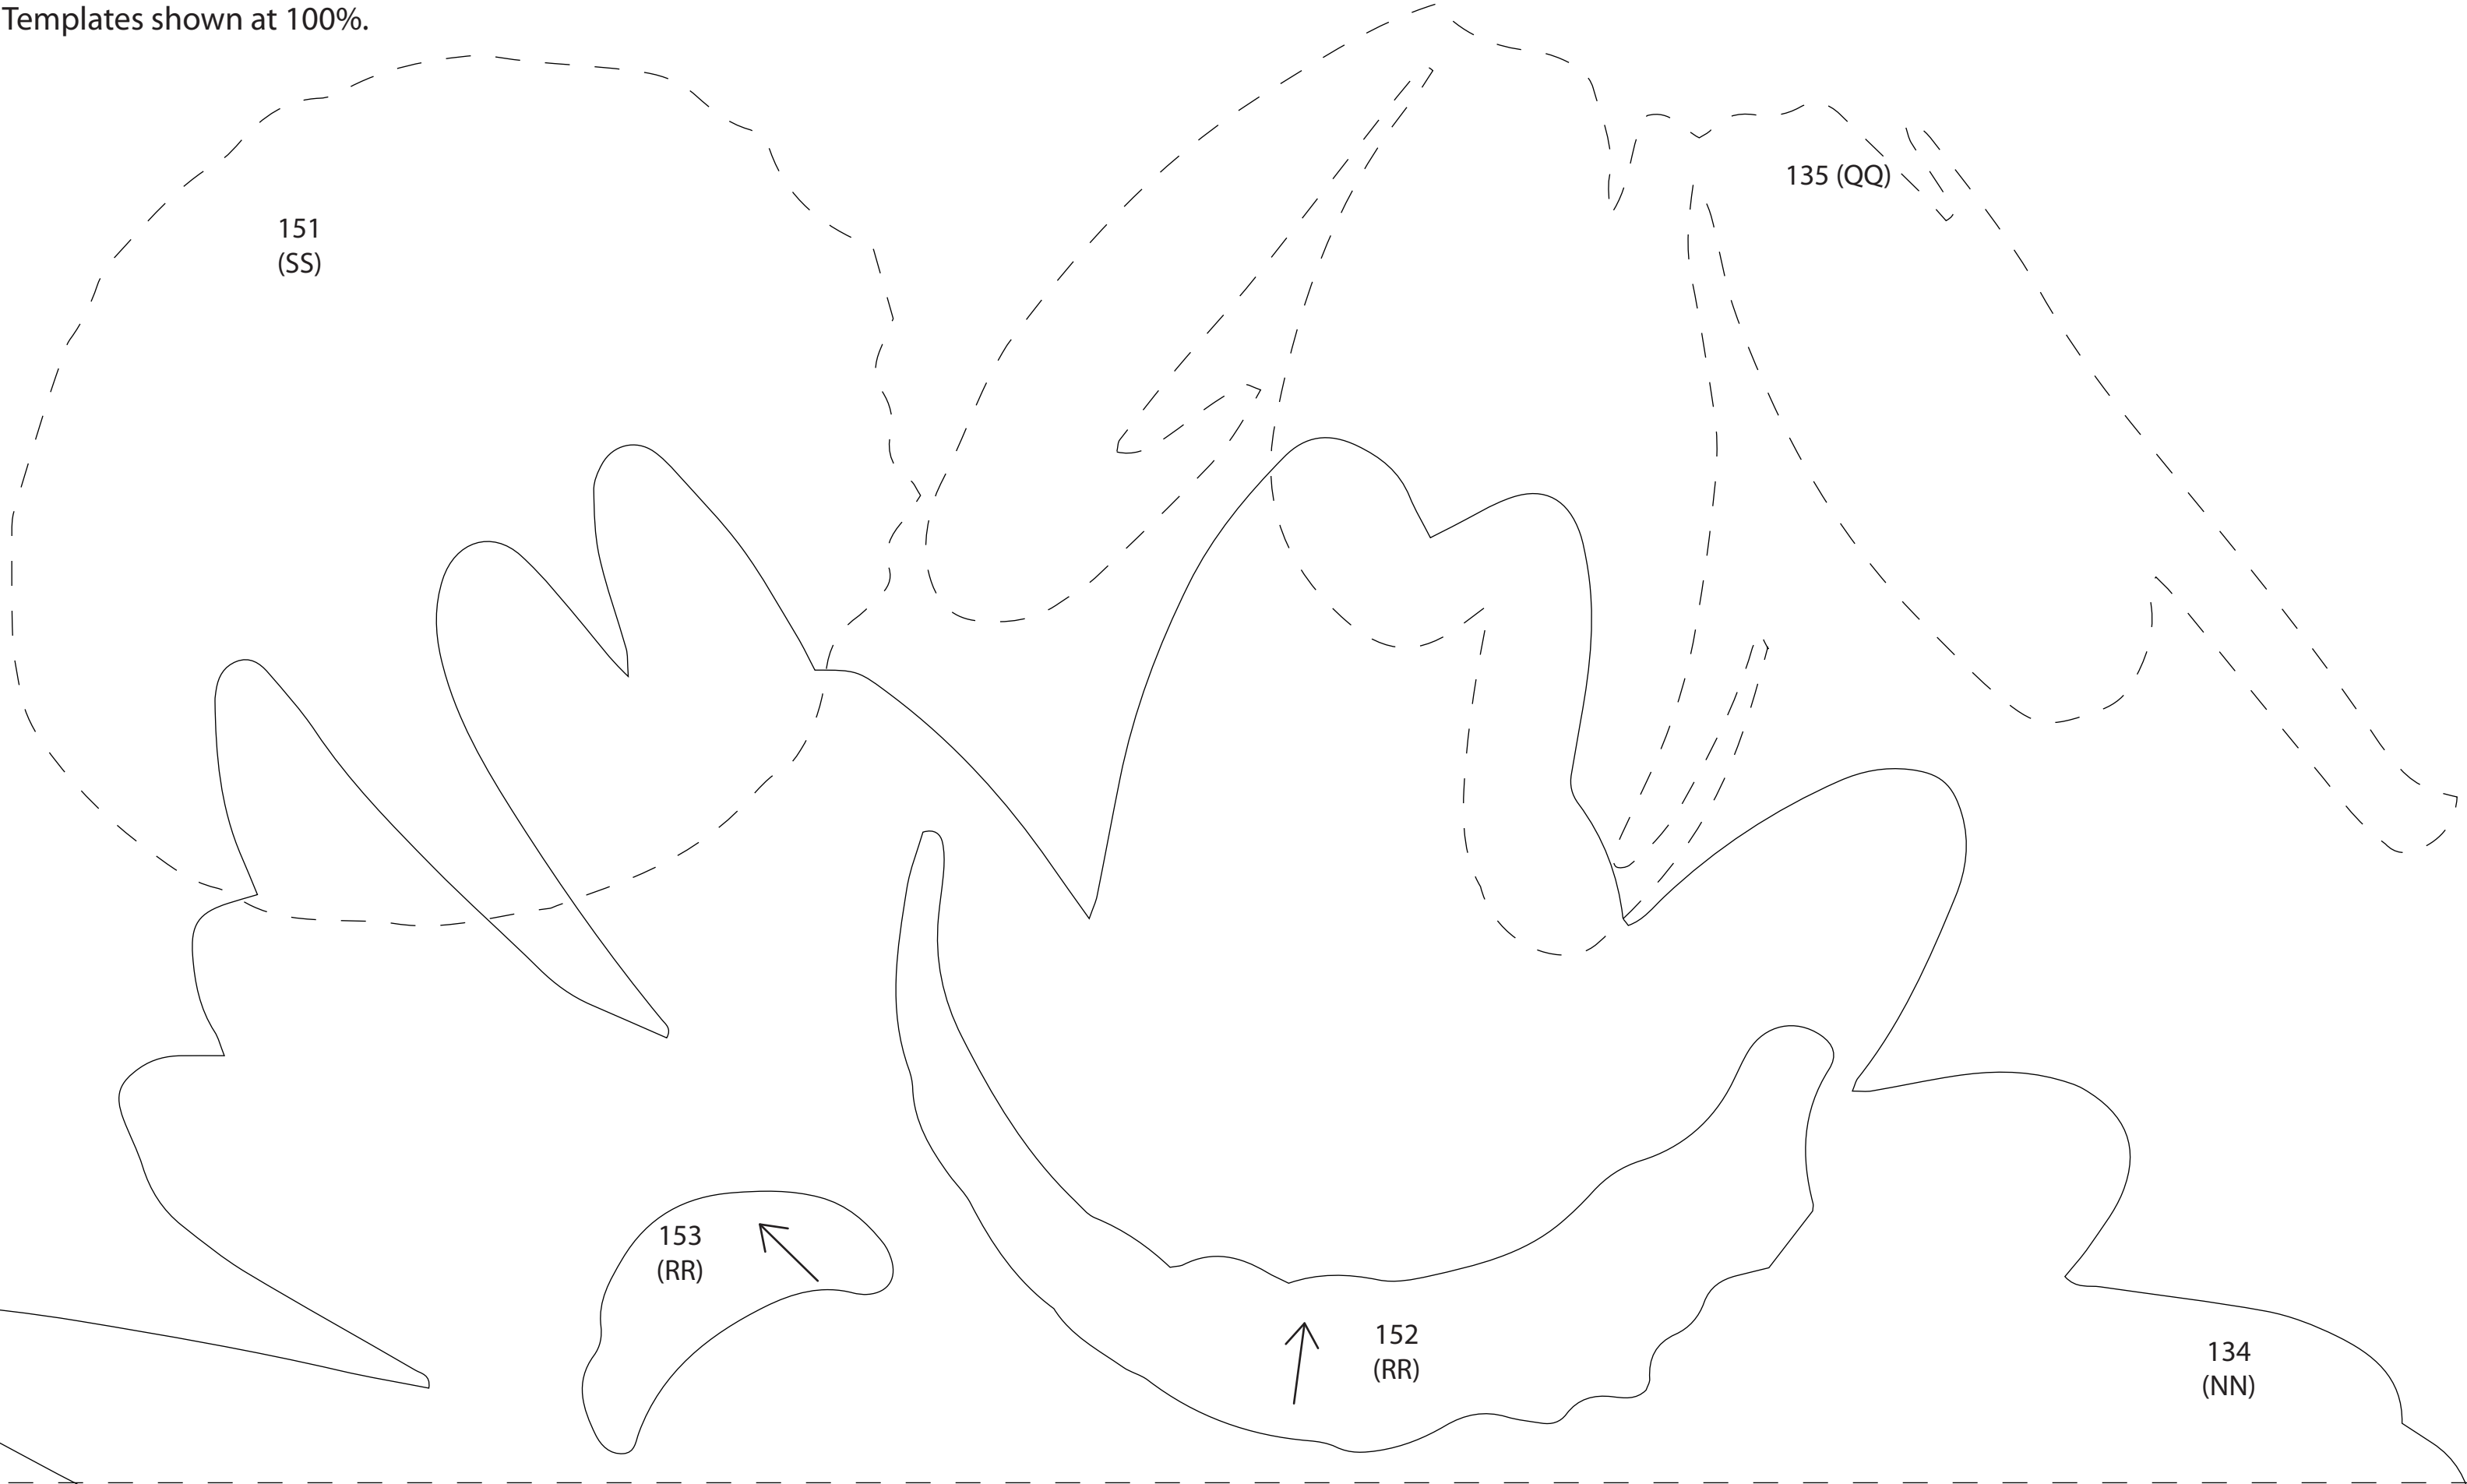 Templates shown at 100%.
135 (QQ)
151
(SS)
153
(RR)
152
(RR)
134
(NN)